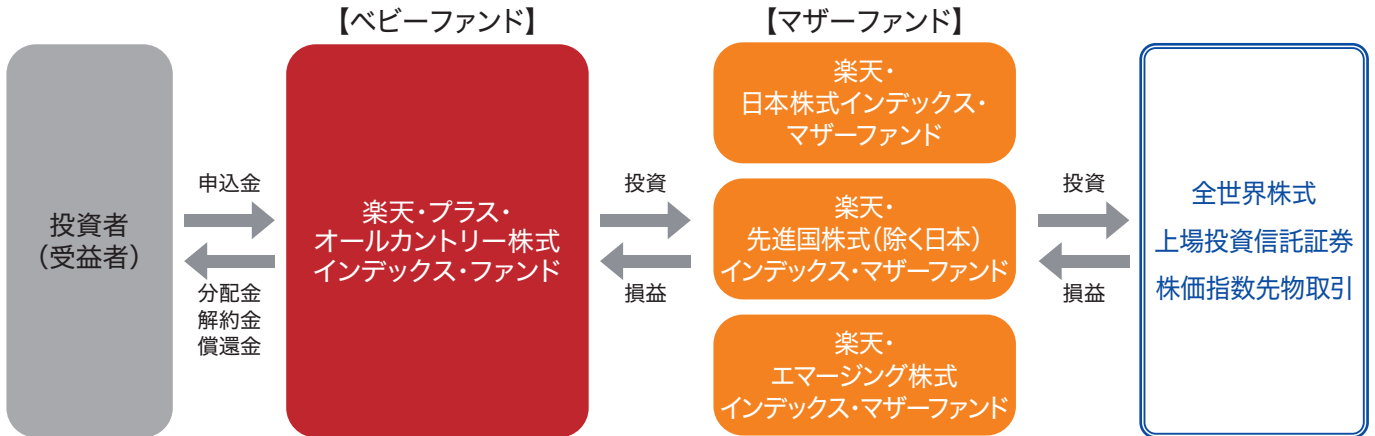 【ベビーファンド】
【マザーファンド】
投資者
（受益者）
申込金
分配金
解約金
償還金
楽天・プラス・
オールカントリー株式
インデックス・ファンド
投資
損益
楽天・
日本株式インデックス・
マザーファンド
楽天・
先進国株式（除く日本）
インデックス・マザーファンド
楽天・
エマージング株式
インデックス・マザーファンド
投資
損益
全世界株式
上場投資信託証券
株価指数先物取引